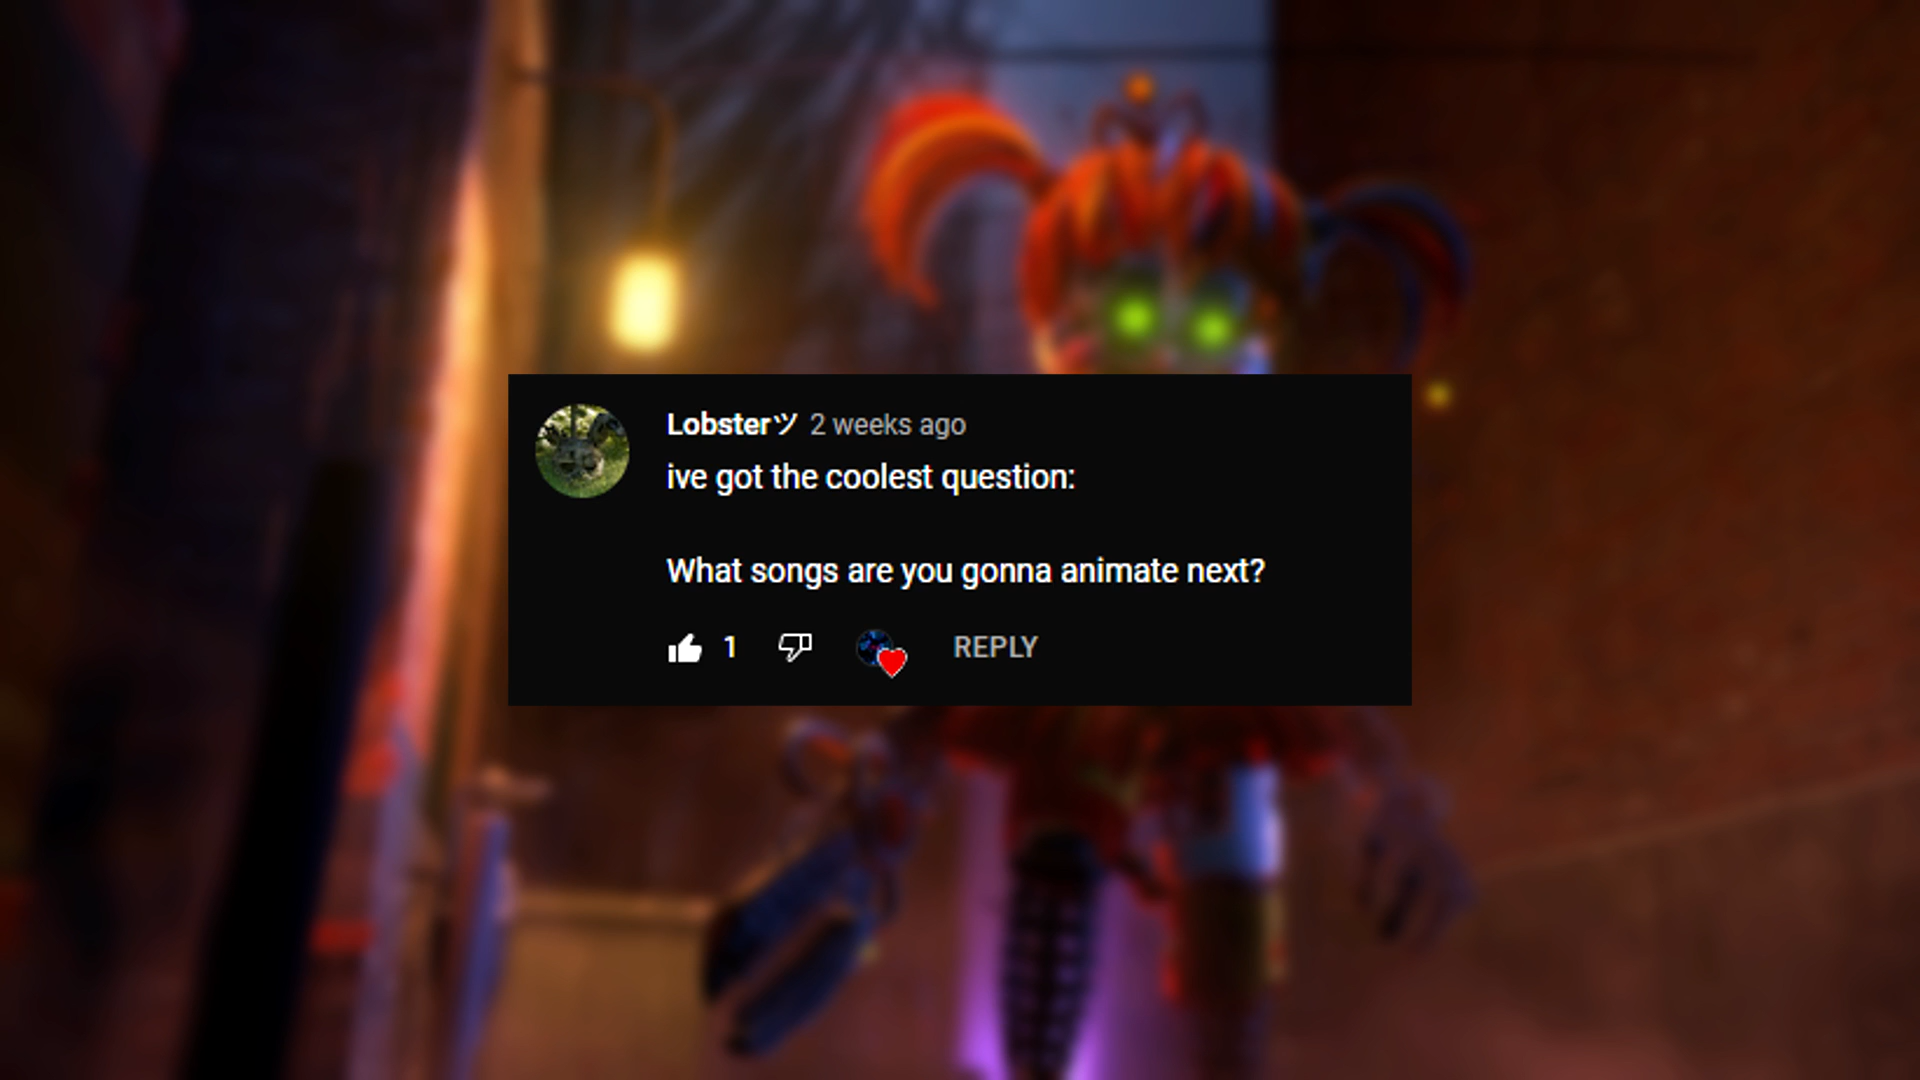 Lobsterツ 2 weeks ago
ive got the coolest question:
What songs are you gonna animate next?
1 REPLY